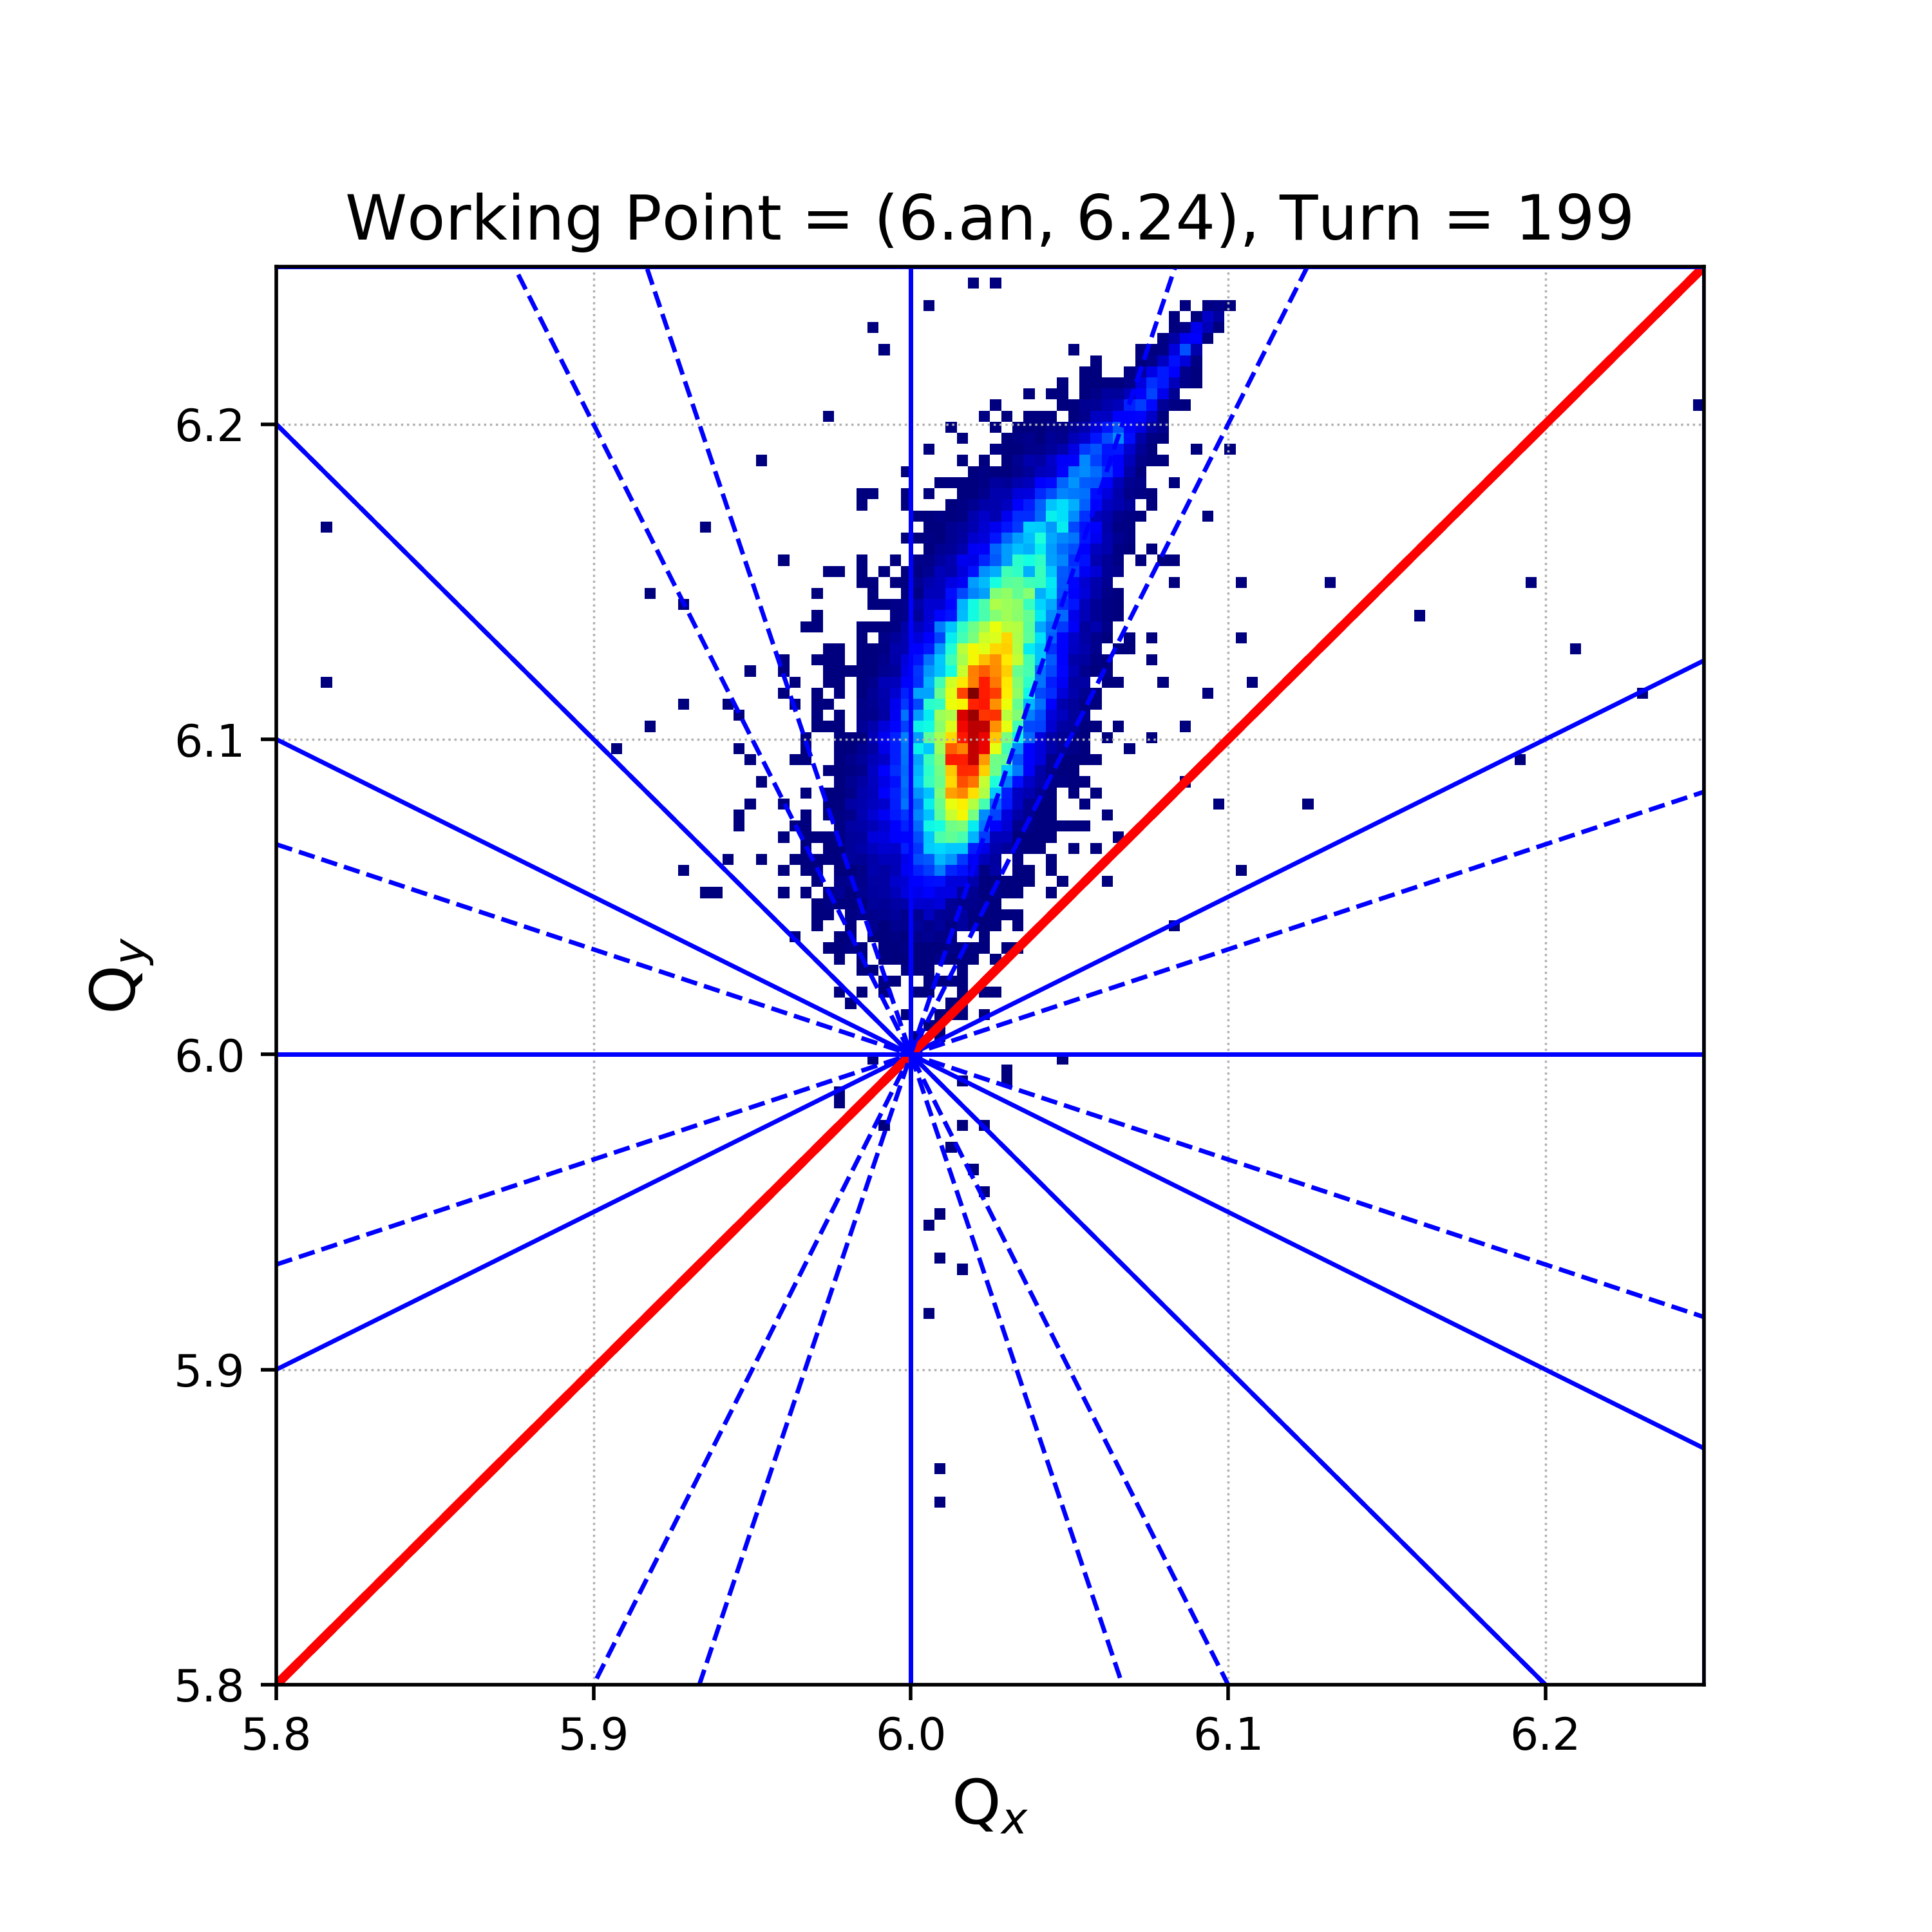 Working Point = (6.an, 6.24), Turn = 199
Qy
6.2
6.1
6.0
5.9
5.8
5.8 5.9 6.0 6.1 6.2
Qx